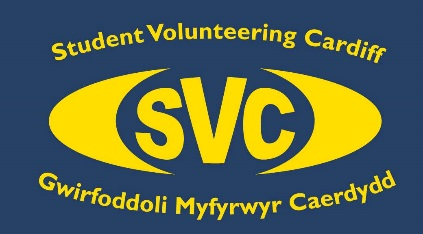 Student Volunteering Cardiff
SVC
Gwirfoddoli Myfyrwyr Caerdydd